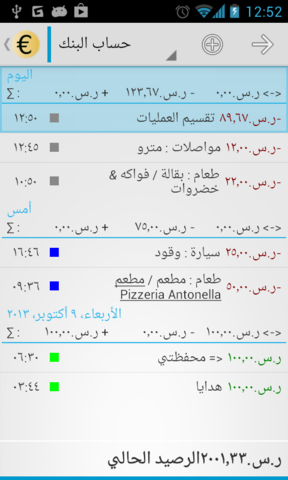 12:52
حساب البنك
اليوم
∑ : ر.س.٠,٠٠ + ر.س.١٢٣,٦٧ - ر.س.٠,٠٠ <->
١٢:٥٠ تقسيم العمليات -ر.س.٨٩,٦٧
١٢:٤٥ مواصلات : مترو -ر.س.١٢,٠٠
١٠:٥٠ طعام : بقالة / فواكه & خضروات -ر.س.٢٢,٠٠
أمس
∑ : ر.س.٠,٠٠ + ر.س.٧٥,٠٠ - ر.س.٠,٠٠ <->
١٦:٤٦ سيارة : وقود -ر.س.٢٥,٠٠
٠٩:٣٦ طعام : مطعم / مطعم -ر.س.٥٠,٠٠
Pizzeria Antonella
الأربعاء، ٩ أكتوبر، ٢٠١٣
∑ : ر.س.١٠٠,٠٠ + ر.س.٠,٠٠ - ر.س.١٠٠,٠٠ <->
٠٦:٣٠ <= محفظتي ر.س.١٠٠,٠٠
٠٣:٤٤ هدايا ر.س.١٠٠,٠٠
ر.س.٢٠٠١,٣٣الرصيد الحالي